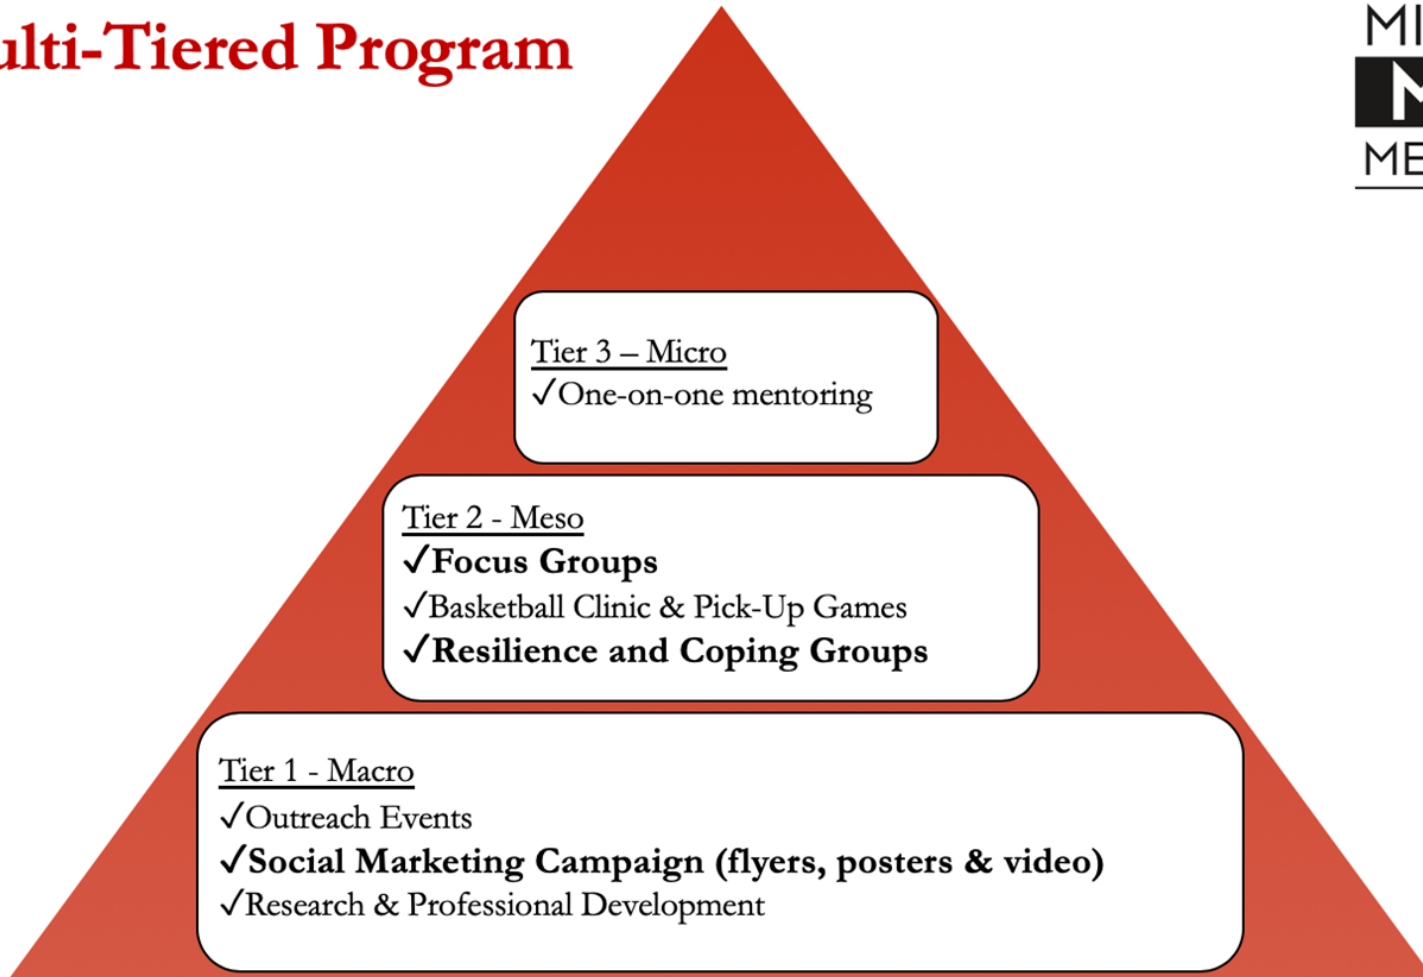 ulti-Tiered Program
MI
M
ME
Tier 3 – Micro
✓One-on-one mentoring
Tier 2 - Meso
✓Focus Groups
✓Basketball Clinic & Pick-Up Games
✓Resilience and Coping Groups
Tier 1 - Macro
✓Outreach Events
✓Social Marketing Campaign (flyers, posters & video)
✓Research & Professional Development